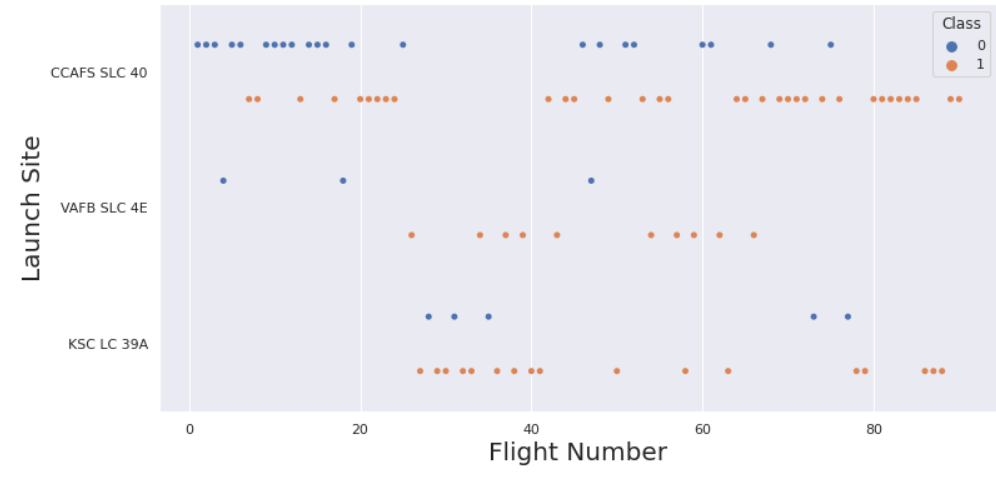 Class
0
1
CCAFS SLC 40
VAFB SLC 4E
KSC LC 39A
Launch Site
0 20 40 60 80
Flight Number